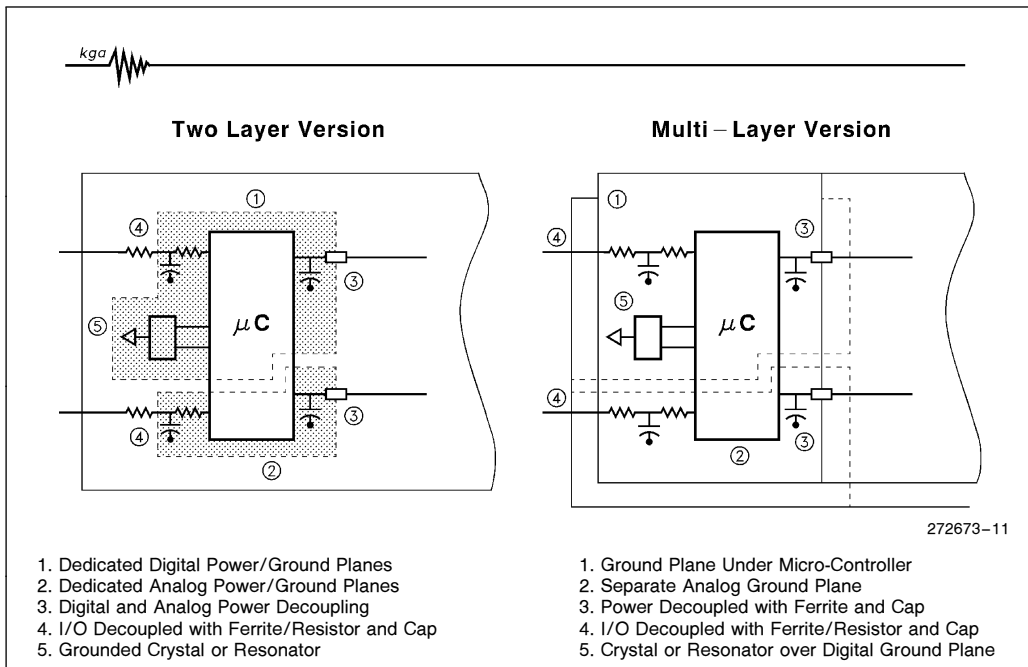 kga
Two Layer Version
Multi – Layer Version
①
④
③
⑤
μC
③
④
②
①
④
③
⑤
μC
④
③
②
272673–11
1. Dedicated Digital Power/Ground Planes
2. Dedicated Analog Power/Ground Planes
3. Digital and Analog Power Decoupling
4. I/O Decoupled with Ferrite/Resistor and Cap
5. Grounded Crystal or Resonator
1. Ground Plane Under Micro-Controller
2. Separate Analog Ground Plane
3. Power Decoupled with Ferrite and Cap
4. I/O Decoupled with Ferrite/Resistor and Cap
5. Crystal or Resonator over Digital Ground Plane